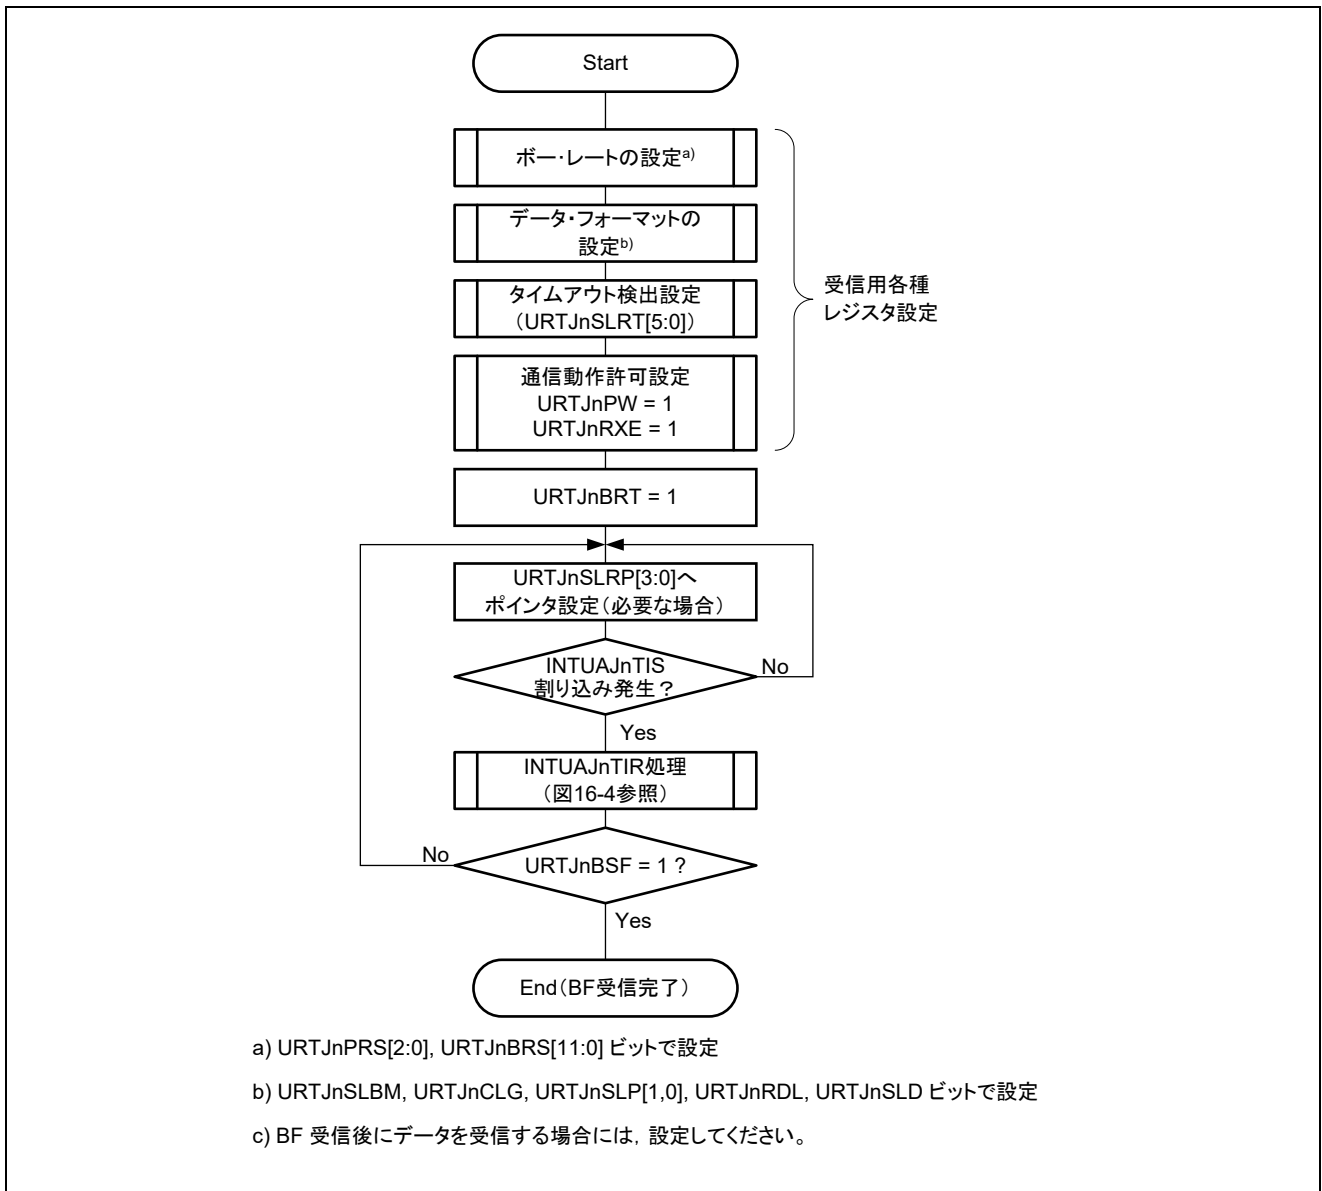 Start
ボー・レートの設定a)
データ・フォーマットの
設定b)
タイムアウト検出設定
（URTJnSLRT[5:0]）
受信用各種
レジスタ設定
通信動作許可設定
URTJnPW = 1
URTJnRXE = 1
URTJnBRT = 1
URTJnSLRP[3:0]へ
ポインタ設定（必要な場合）
INTUAJnTIS
割り込み発生？
No
Yes
INTUAJnTIR処理
（図16-4参照）
No
URTJnBSF = 1 ?
Yes
End（BF受信完了）
a) URTJnPRS[2:0], URTJnBRS[11:0] ビットで設定
b) URTJnSLBM, URTJnCLG, URTJnSLP[1,0], URTJnRDL, URTJnSLD ビットで設定
c) BF 受信後にデータを受信する場合には，設定してください。